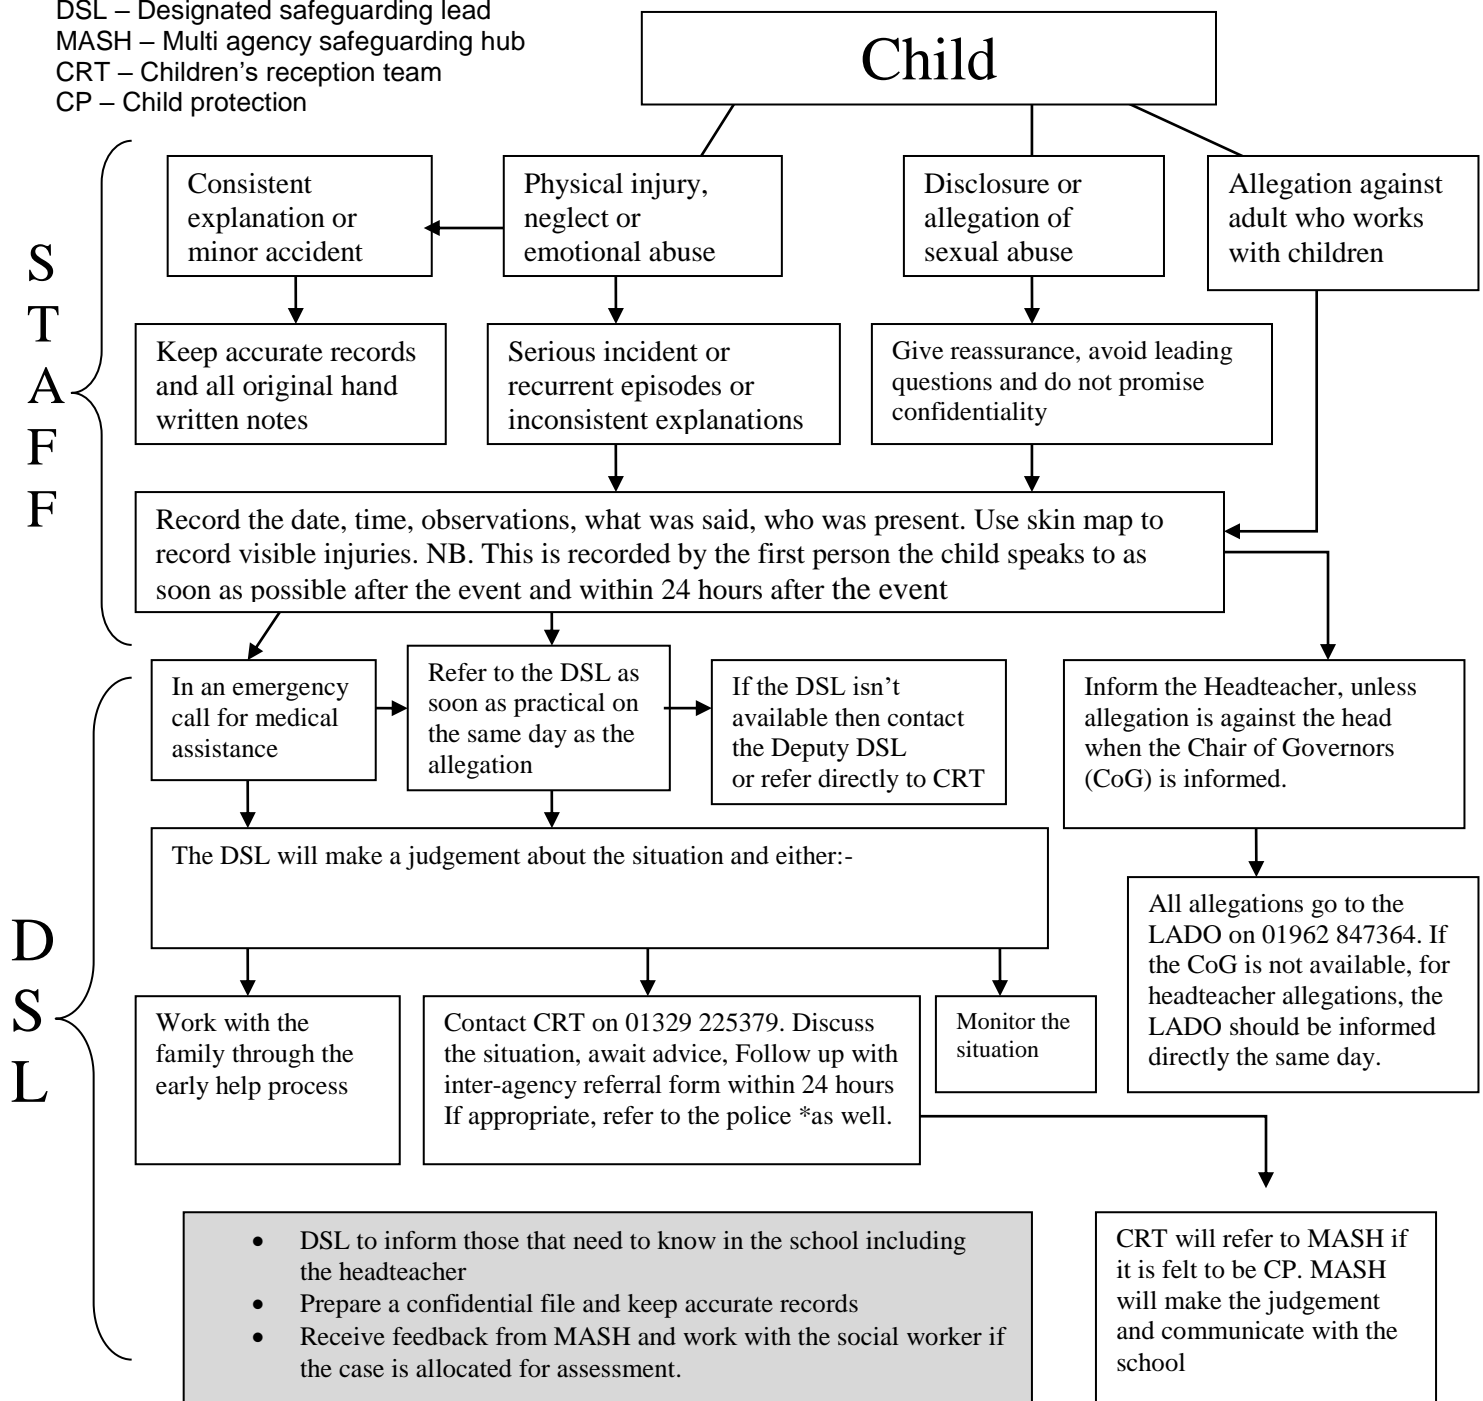 DSL – Designated safeguarding lead
MASH – Multi agency safeguarding hub
CRT – Children's reception team
CP – Child protection
Child
Consistent
explanation or
minor accident
Physical injury,
neglect or
emotional abuse
Disclosure or
allegation of
sexual abuse
Allegation against
adult who works
with children
S
T
A
F
F
Keep accurate records
and all original hand
written notes
Serious incident or
recurrent episodes or
inconsistent explanations
Give reassurance, avoid leading
questions and do not promise
confidentiality
Record the date, time, observations, what was said, who was present. Use skin map to
record visible injuries. NB. This is recorded by the first person the child speaks to as
soon as possible after the event and within 24 hours after the event
In an emergency
call for medical
assistance
Refer to the DSL as
soon as practical on
the same day as the
allegation
If the DSL isn't
available then contact
the Deputy DSL
or refer directly to CRT
Inform the Headteacher, unless
allegation is against the head
when the Chair of Governors
(CoG) is informed.
D
S
L
The DSL will make a judgement about the situation and either:-
All allegations go to the
LADO on 01962 847364. If
the CoG is not available, for
headteacher allegations, the
LADO should be informed
directly the same day.
Work with the
family through the
early help process
Contact CRT on 01329 225379. Discuss
the situation, await advice, Follow up with
inter-agency referral form within 24 hours
If appropriate, refer to the police *as well.
Monitor the
situation
• DSL to inform those that need to know in the school including
the headteacher
• Prepare a confidential file and keep accurate records
• Receive feedback from MASH and work with the social worker if
the case is allocated for assessment.
CRT will refer to MASH if
it is felt to be CP. MASH
will make the judgement
and communicate with the
school